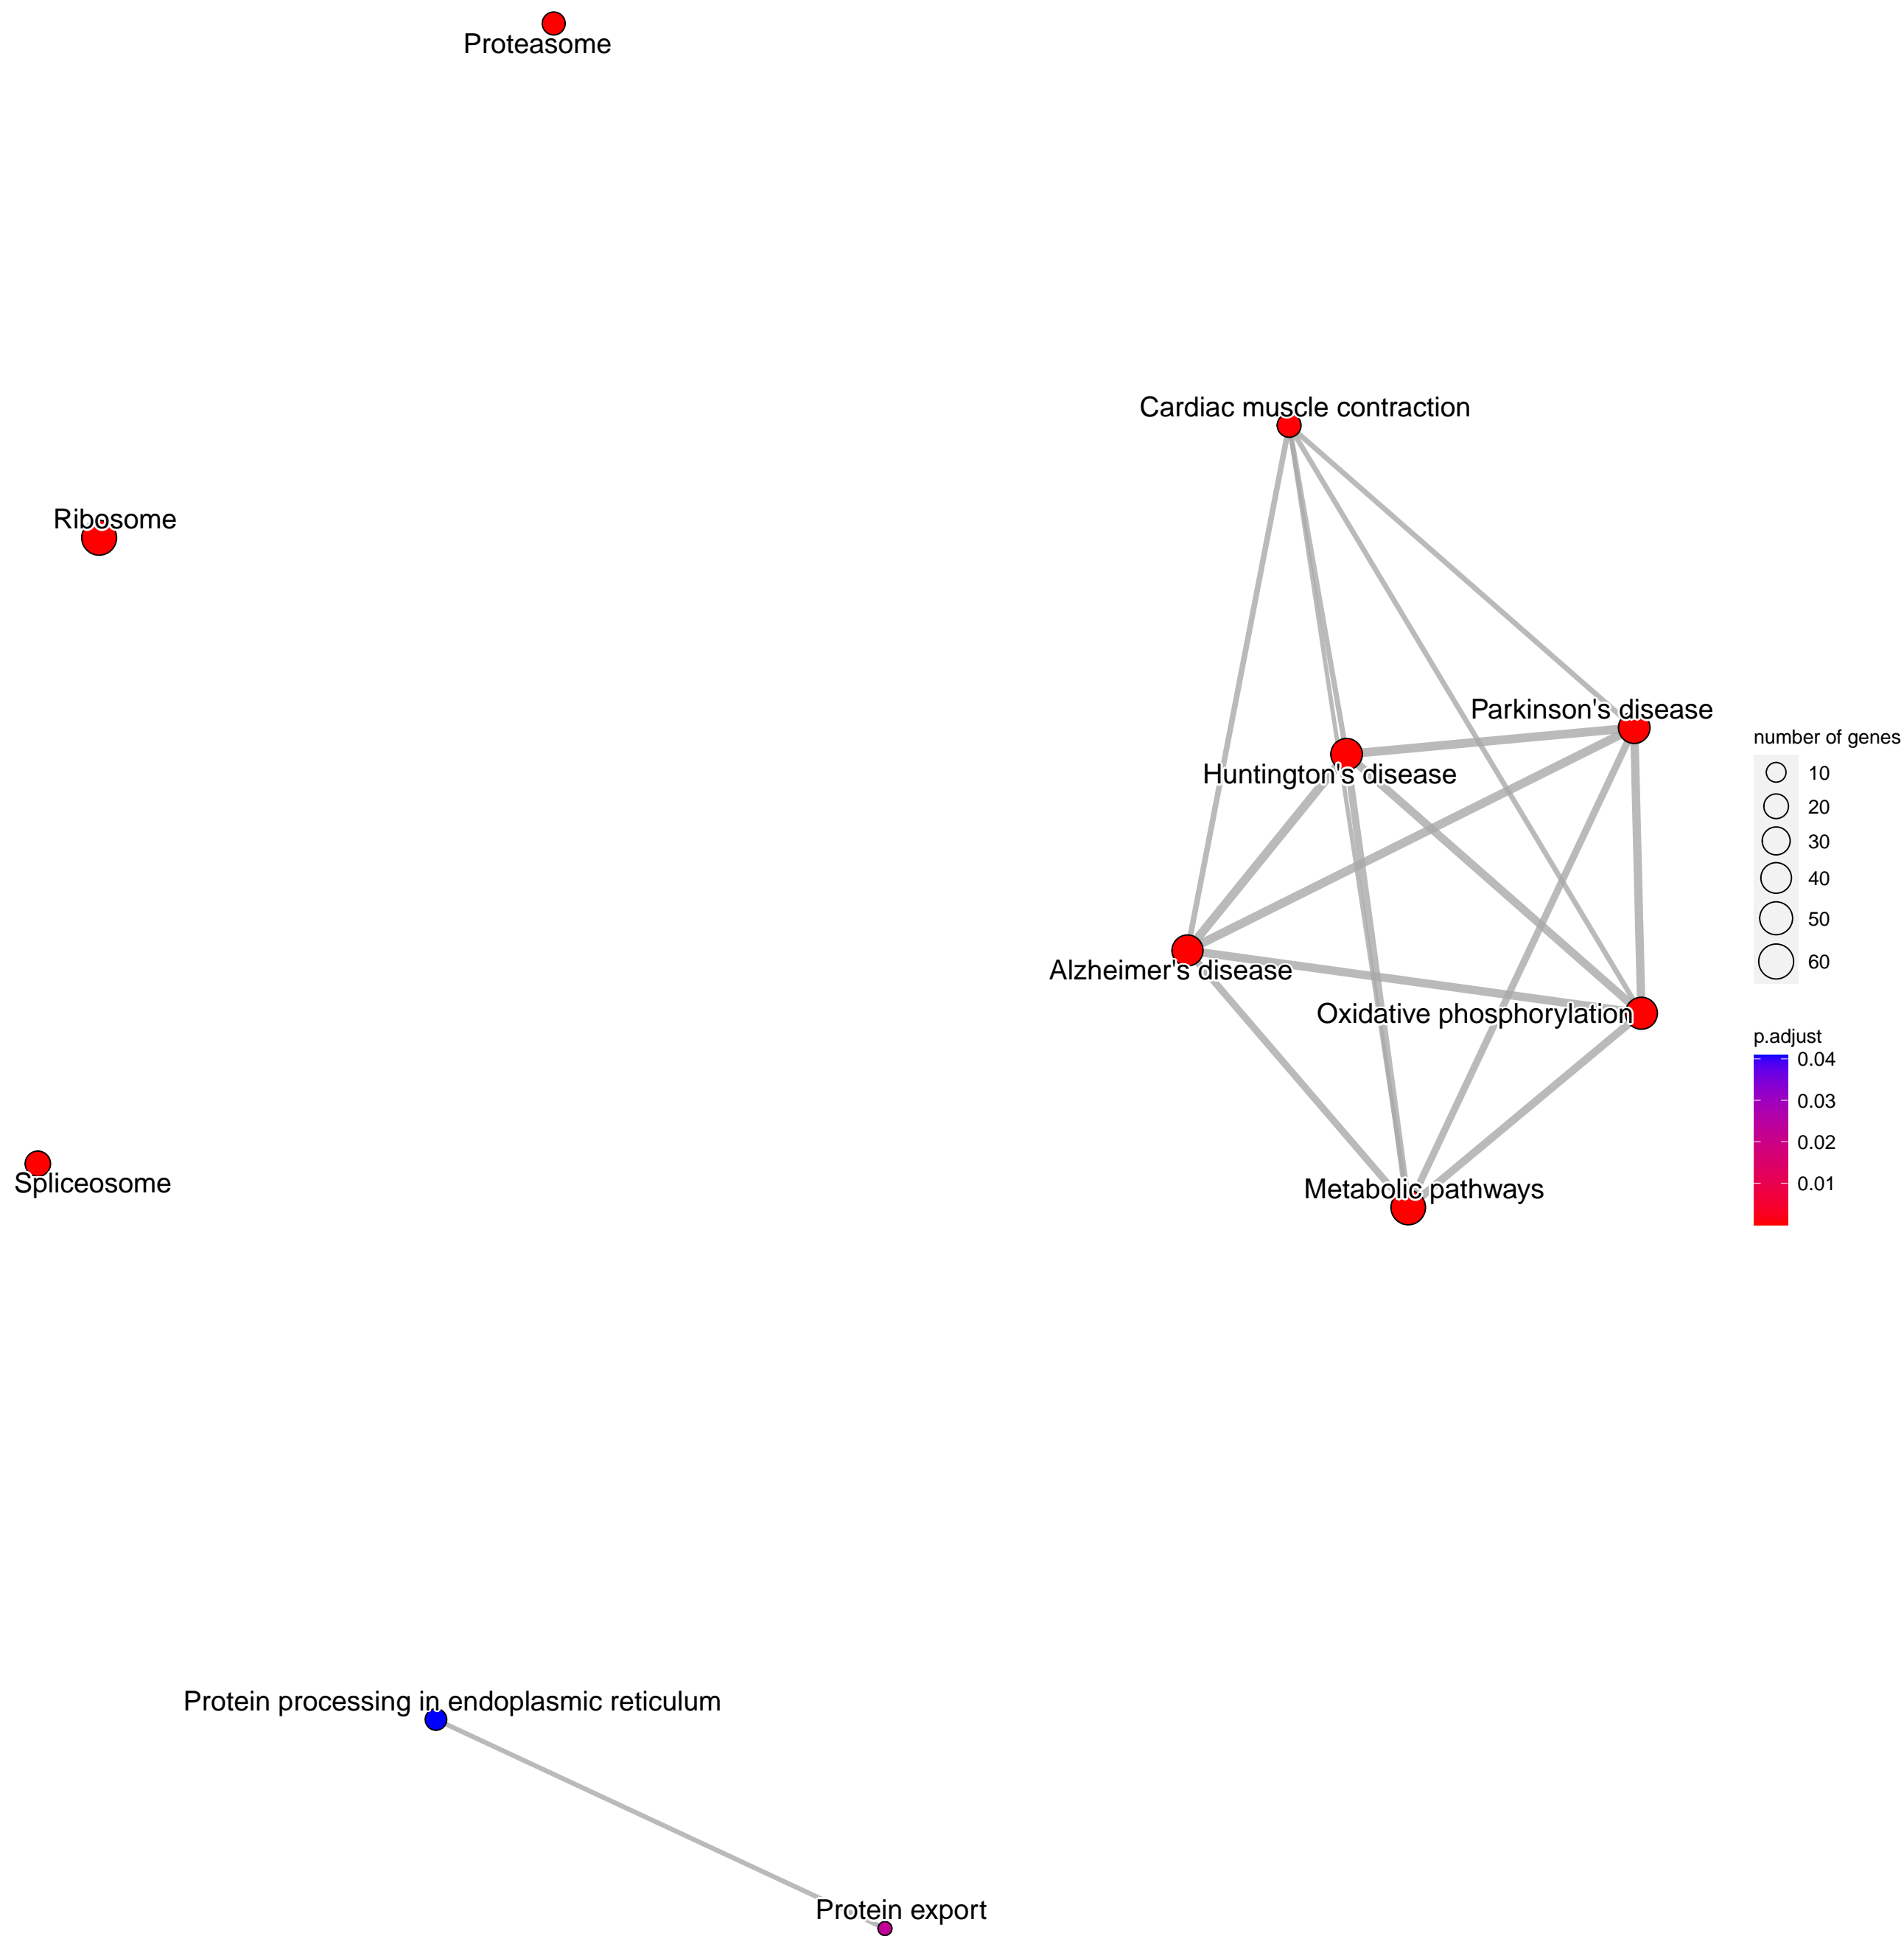 Proteasome
Cardiac muscle contraction
Ribosome
Parkinson's disease
Huntington's disease
Alzheimer's disease
Oxidative phosphorylation
Spliceosome
Metabolic pathways
number of genes
10
20
30
40
50
60
p.adjust
0.04
0.03
0.02
0.01
Protein processing in endoplasmic reticulum
Protein export